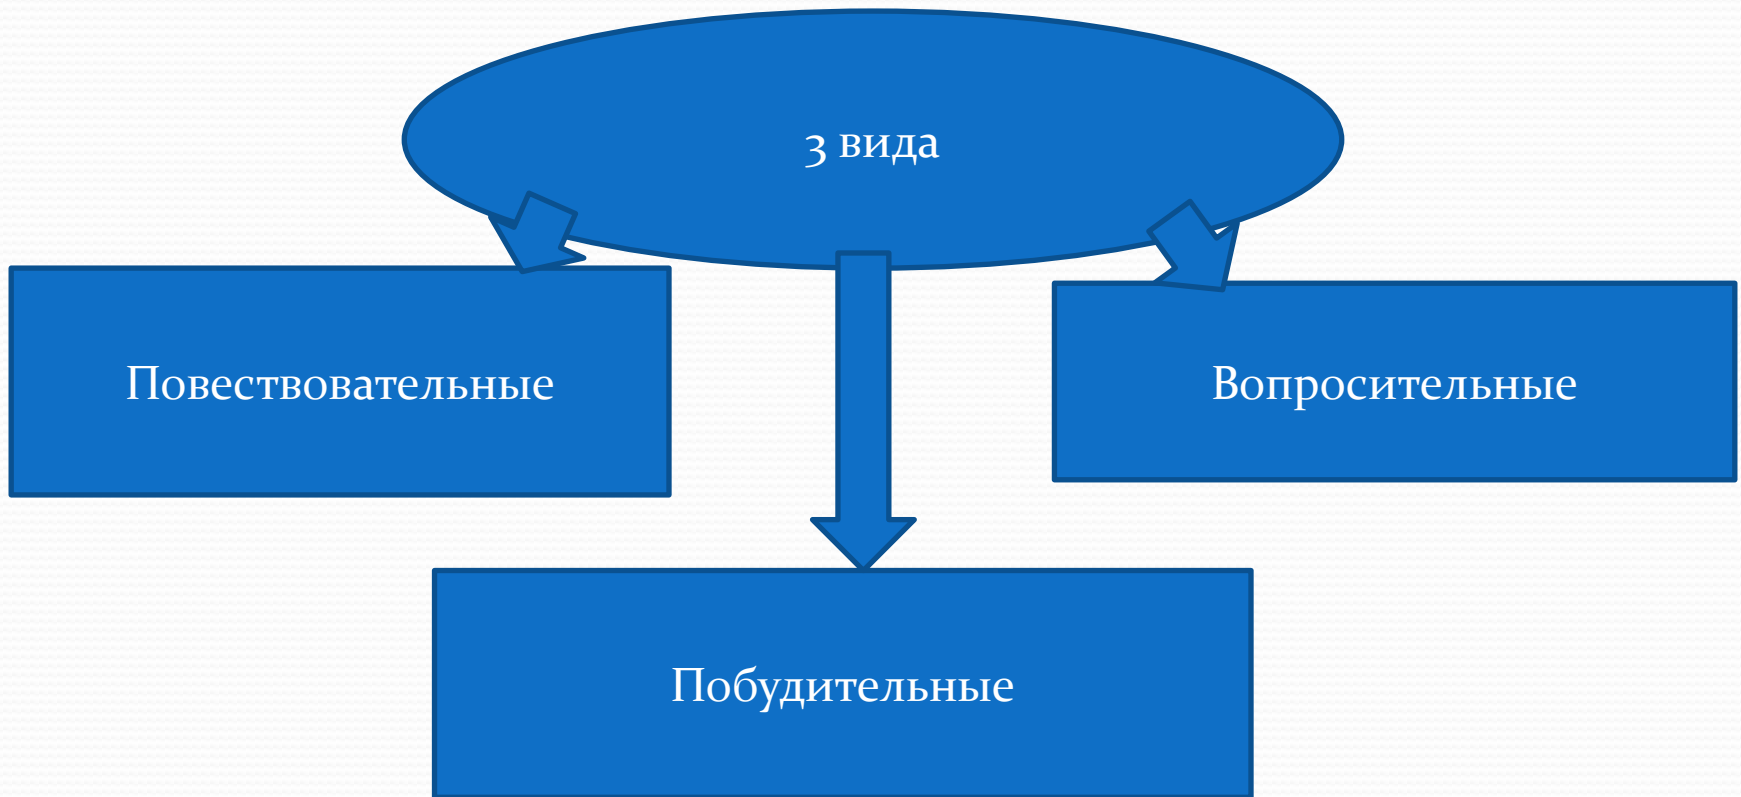 3 вида
Повествовательные
Вопросительные
Побудительные